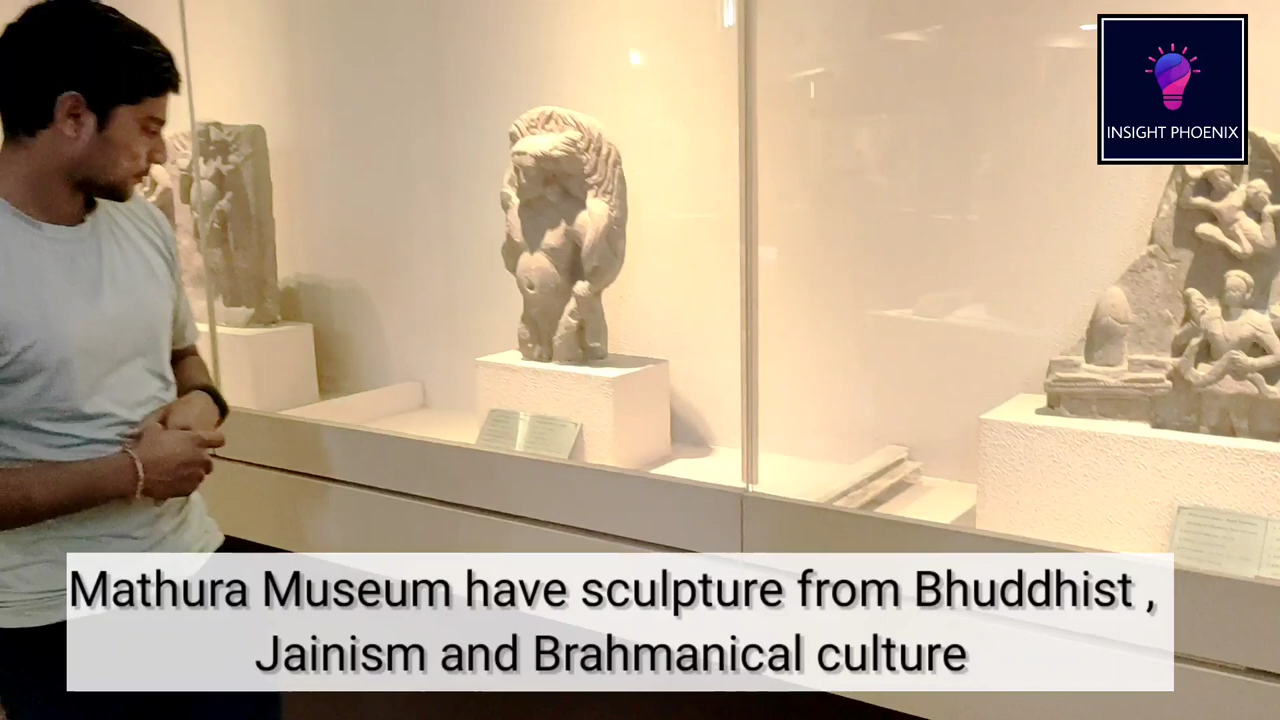 INSIGHT PHOENIX
Mathura Museum have sculpture from Bhuddhist ,
Jainism and Brahmanical culture